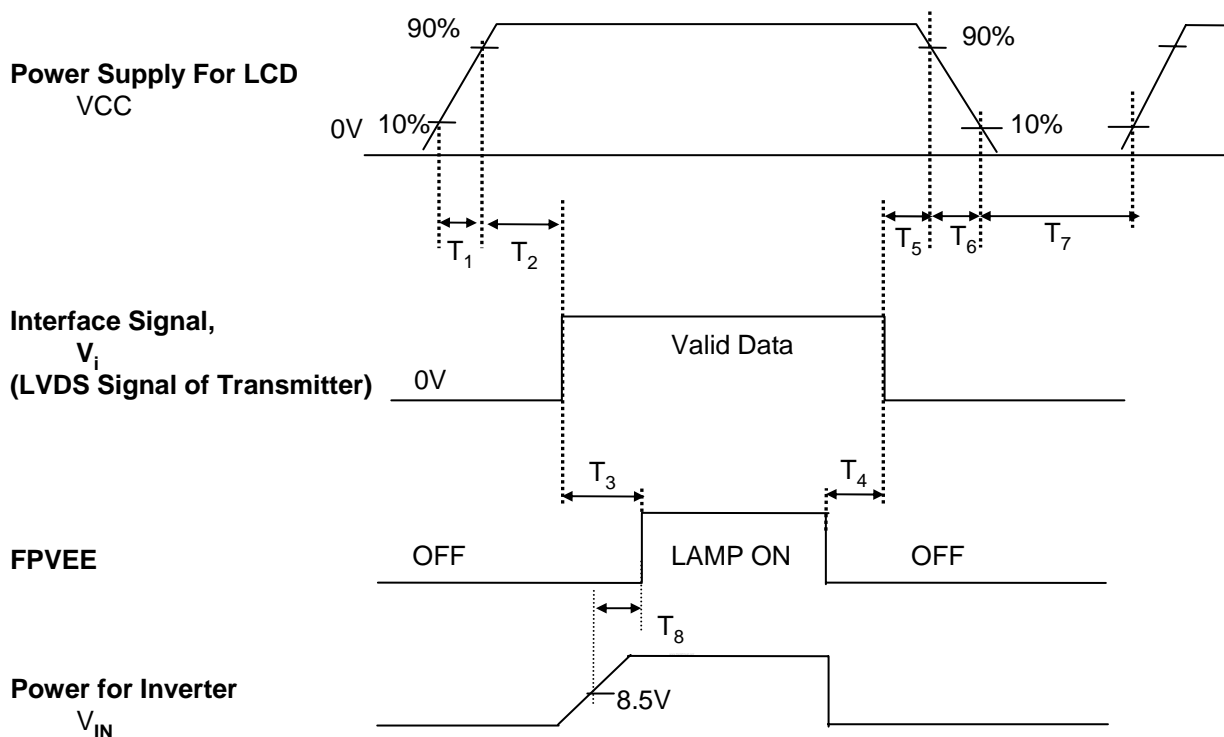 90%
90%
Power Supply For LCD
VCC
0V
10%
10%
T1
T2
T5
T6
T7
Interface Signal,
Vi
(LVDS Signal of Transmitter)
0V
Valid Data
T3
T4
FPVEE
OFF
LAMP ON
OFF
T8
Power for Inverter
VIN
8.5V